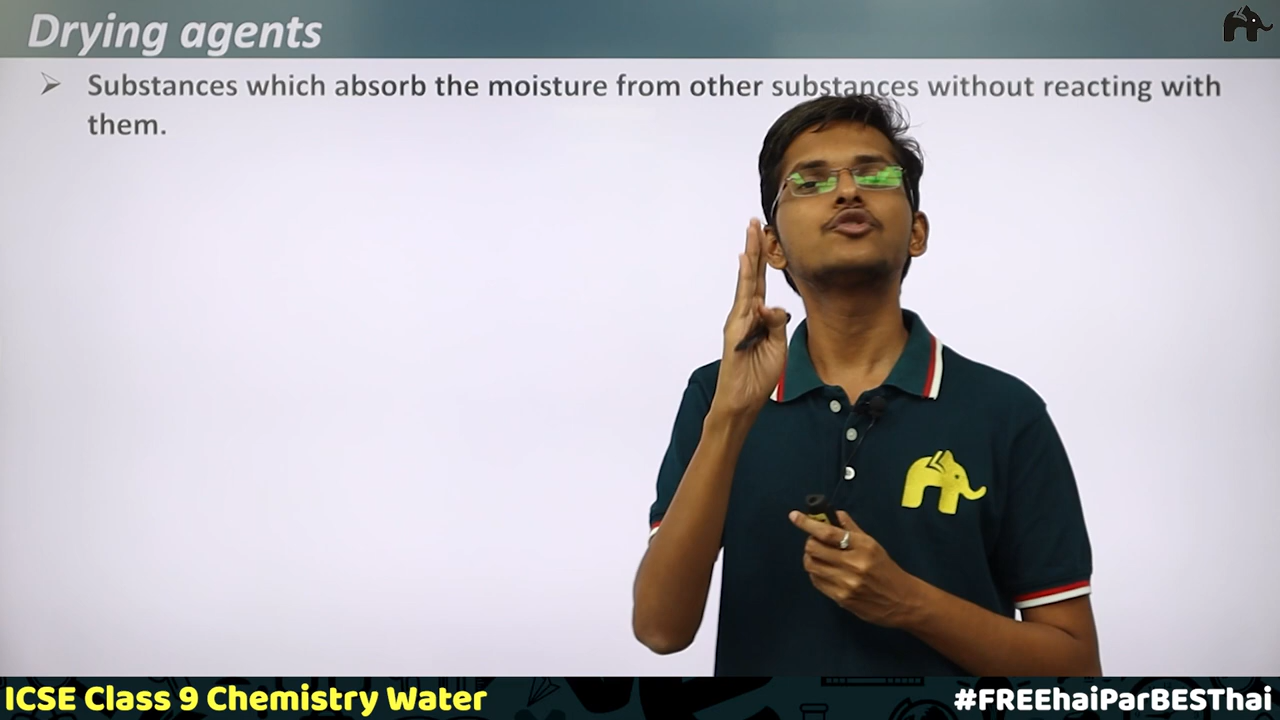 Drying agents
Substances which absorb the moisture from other substances without reacting with
them.
ICSE Class 9 Chemistry Water
#FREEhaiParBESThai